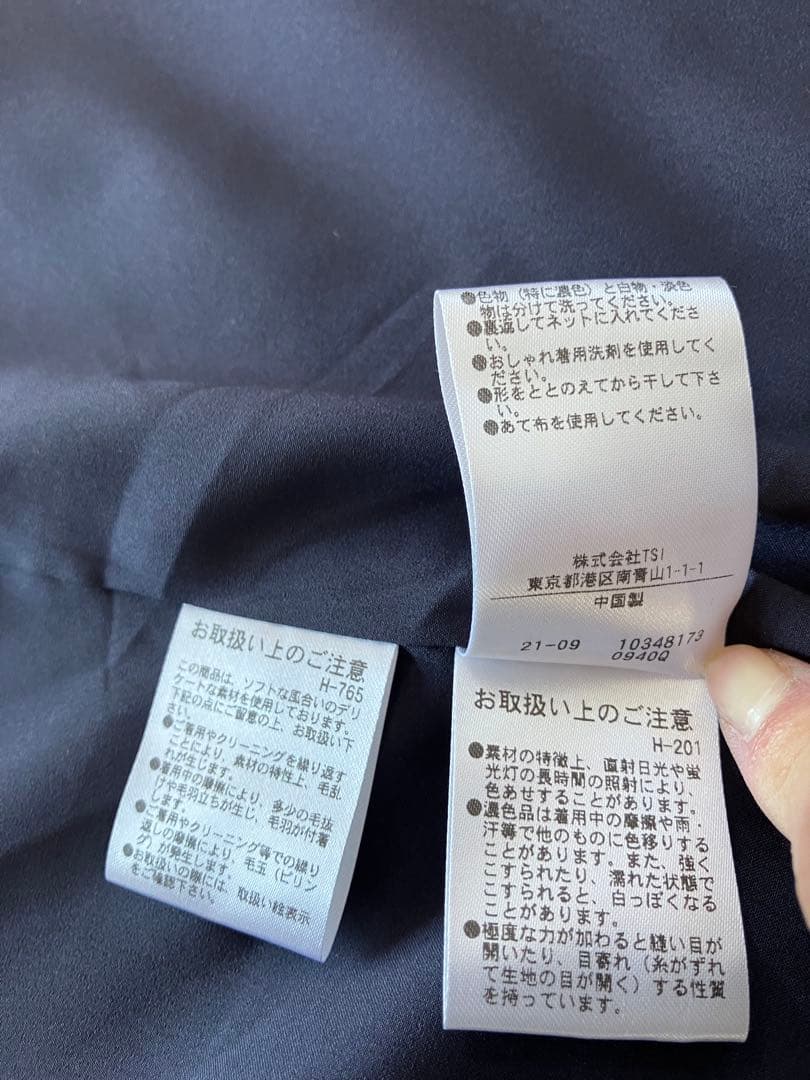 ●色物（特に濃色）と白物・淡色
物は分けて洗ってください。
●裏返してネットに入れてくださ
い。
●おしゃれ着用洗剤を使用してく
ださい。
●形をととのえてから干して下さ
い。
●あて布を使用してください。
株式会社TSI
東京都港区南青山1-1-1
中国製
21-09 10348173
0940Q
お取扱い上のご注意
H-765
この商品は、ソフトな風合いのデリ
ケートな素材を使用しております。
下記の点にご留意の上、お取扱い下
さい。
●ご着用やクリーニングを繰り返す
ことにより、素材の特性上、毛乱
れが生じます。
●着用中の摩擦により、多少の毛抜
けや毛羽立ちが生じ、毛羽が付着
します。
●ご着用やクリーニング等での繰り
返しの摩擦により、毛玉（ピリン
グ）が発生します。
●お取扱いの際には、取扱い絵表示
をご確認下さい。
お取扱い上のご注意
H-201
●素材の特徴上、直射日光や蛍
光灯の長時間の照射により、
色あせすることがあります。
●濃色品は着用中の摩擦や雨・
汗等で他のものに色移りする
ことがあります。また、強く
こすられたり、濡れた状態で
こすられると、白っぽくなる
ことがあります。
●極度な力が加わると縫い目が
開いたり、目寄れ（糸がずれ
て生地の目が開く）する性質
を持っています。